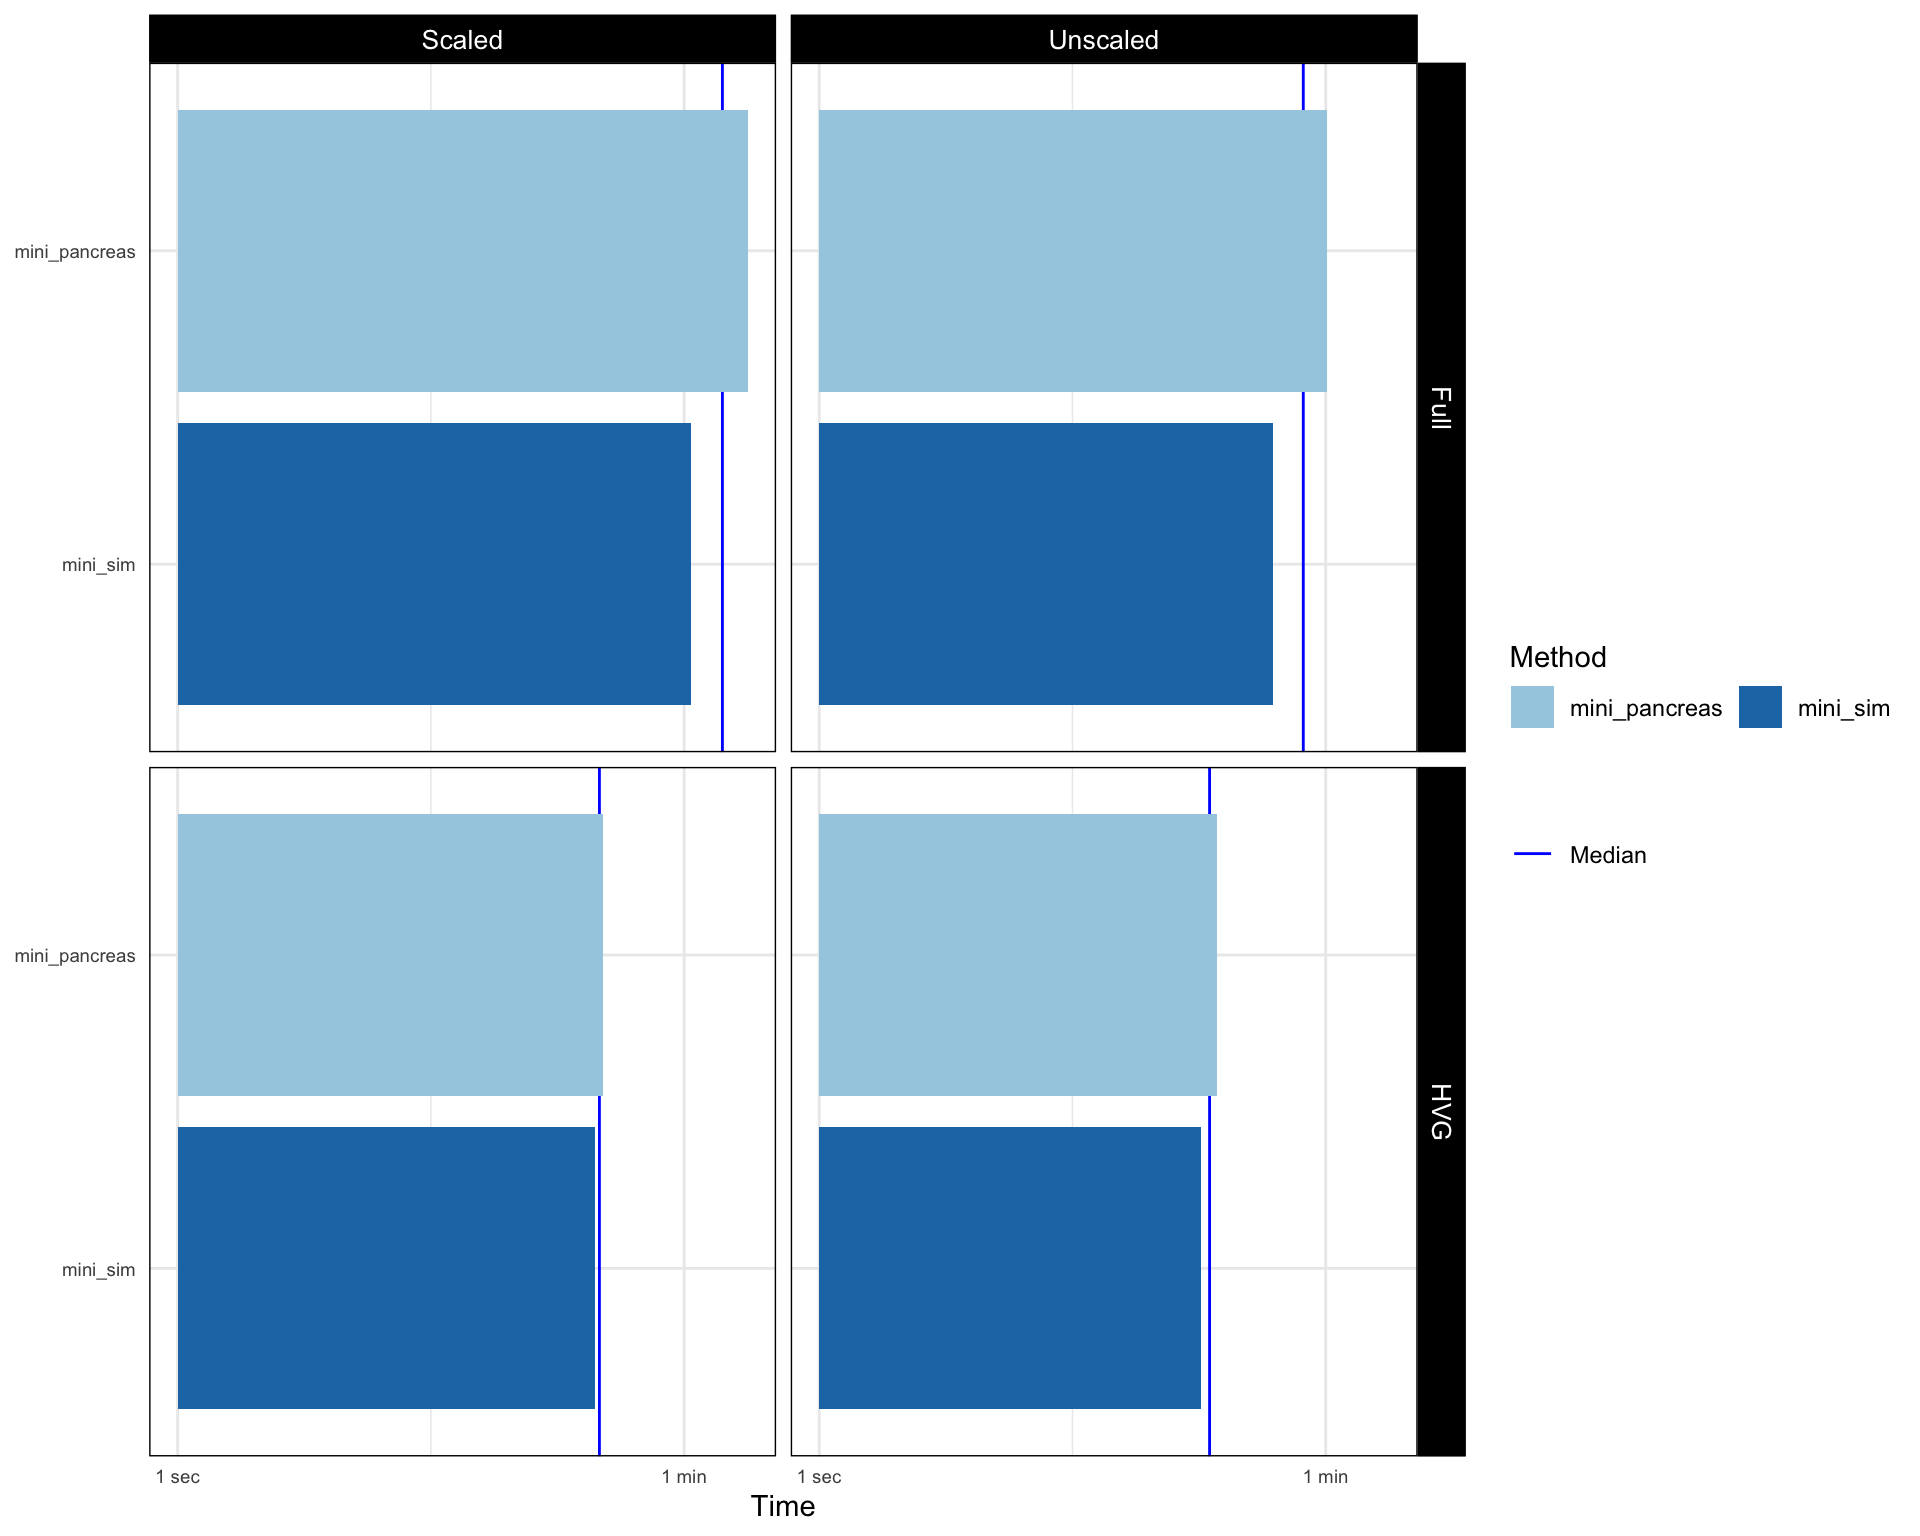 Scaled
Unscaled
Full
mini_pancreas
mini_sim
Method
mini_pancreas
mini_sim
Median
HVG
mini_pancreas
mini_sim
1 sec
1 min
1 sec
1 min
Time